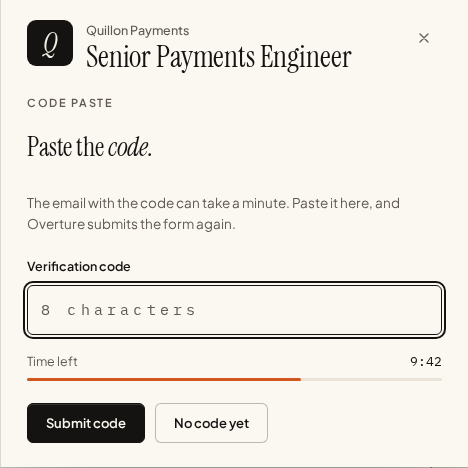 Q
Quillon Payments
Senior Payments Engineer
CODE PASTE
Paste the code.
The email with the code can take a minute. Paste it here, and
Overture submits the form again.
Verification code
8 characters
Time left
9:42
Submit code
No code yet